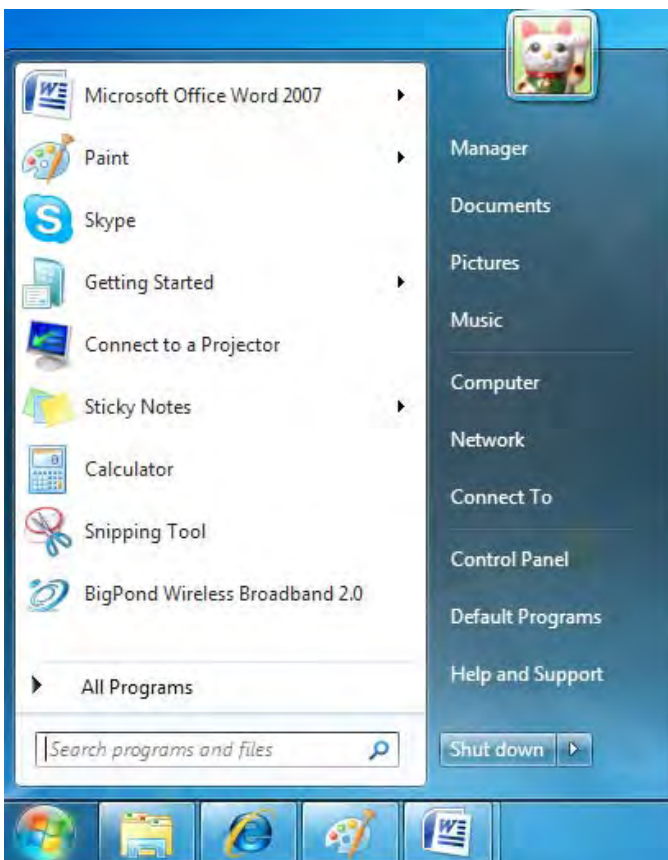 Microsoft Office Word 2007
Paint
Skype
Getting Started
Connect to a Projector
Sticky Notes
Calculator
Snipping Tool
BigPond Wireless Broadband 2.0
All Programs
Search programs and files
Manager
Documents
Pictures
Music
Computer
Network
Connect To
Control Panel
Default Programs
Help and Support
Shut down